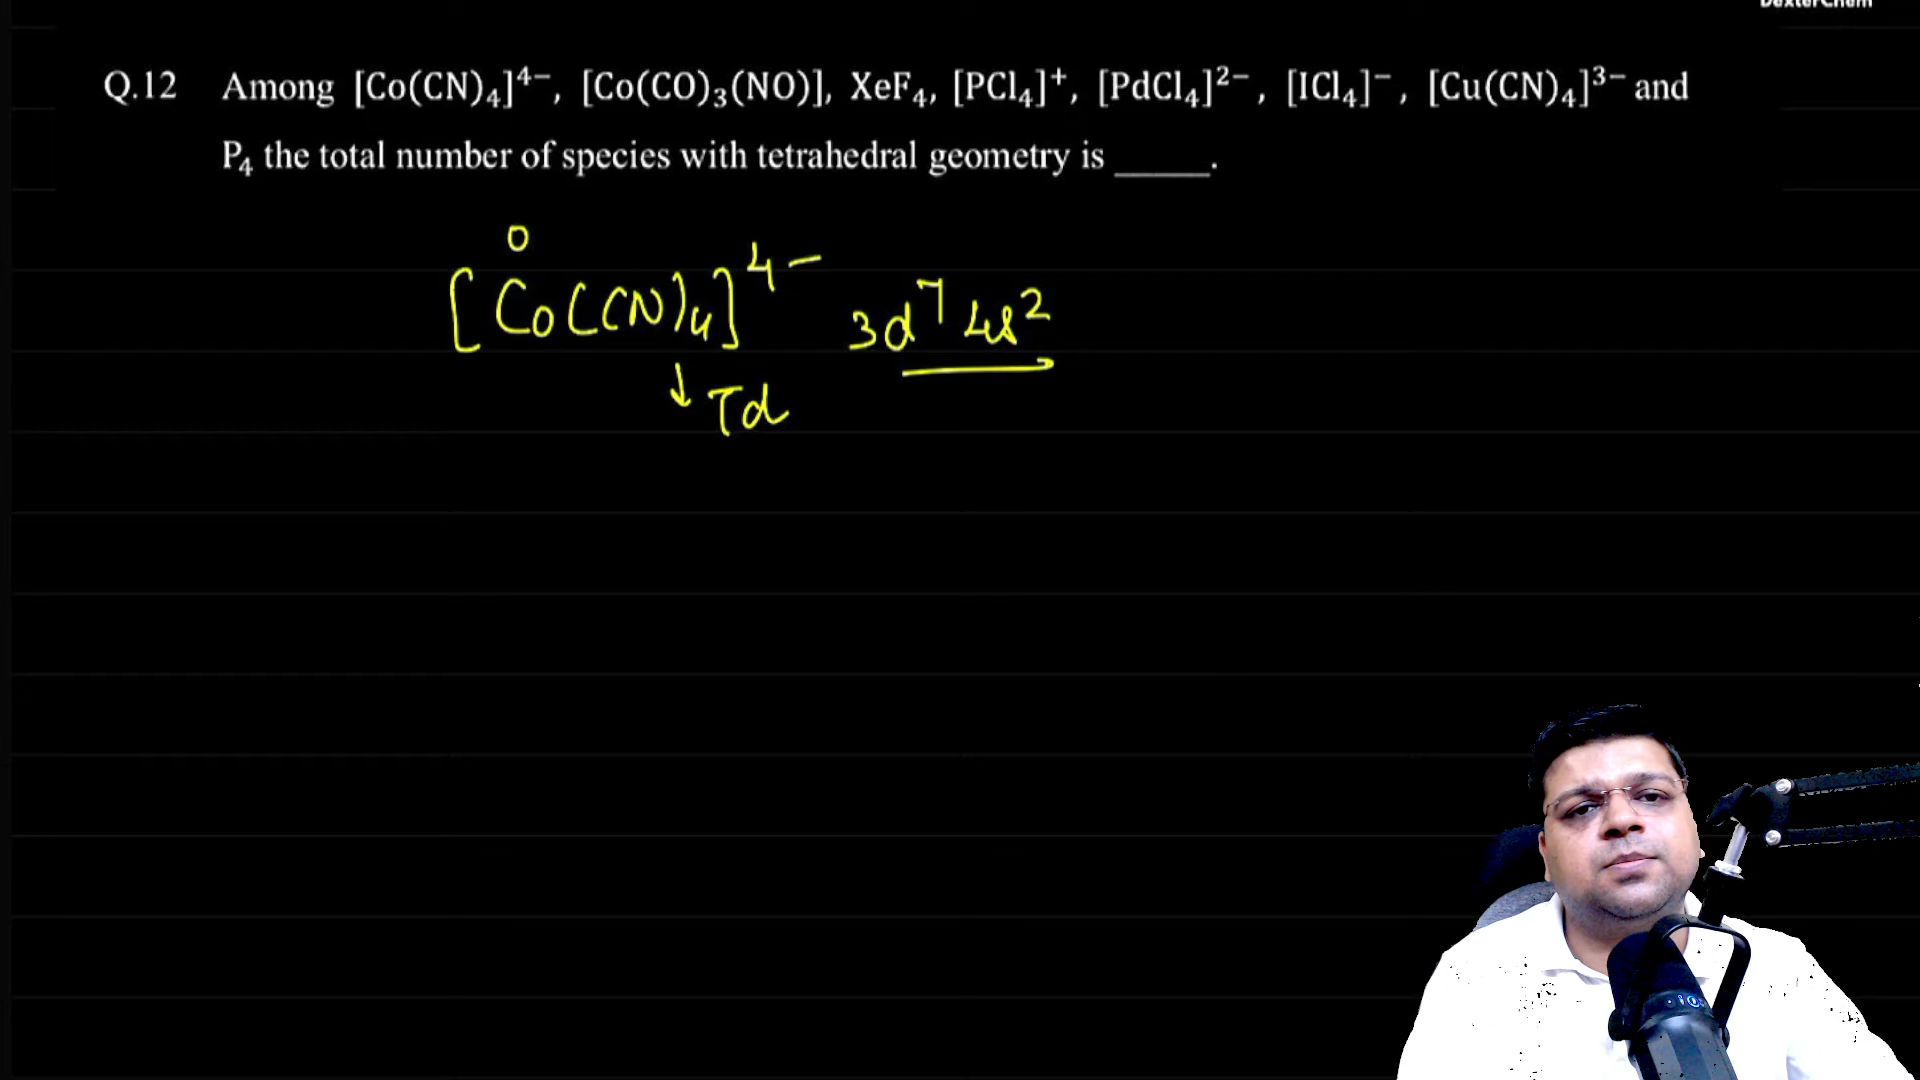 DexterChem
Q.12 Among [Co(CN)₄]⁴⁻, [Co(CO)₃(NO)], XeF₄, [PCl₄]⁺, [PdCl₄]²⁻, [ICl₄]⁻, [Cu(CN)₄]³⁻ and
P₄ the total number of species with tetrahedral geometry is ______.
0
[Co(CN)₄]⁴⁻ 3d⁷ 4s²
↓ Td